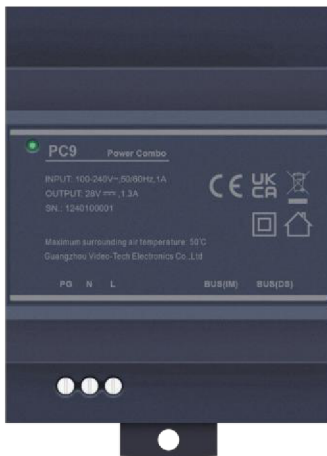 PC9 Power Combo
INPUT: 100-240V~,50/60Hz,1A
OUTPUT: 28V ⎓ ,1.3A
SN.: 1240100001
CE UK CA
Maximum surrounding air temperature: 50°C
Guangzhou Video-Tech Electronics Co.,Ltd
PG N L BUS(IM) BUS(DS)